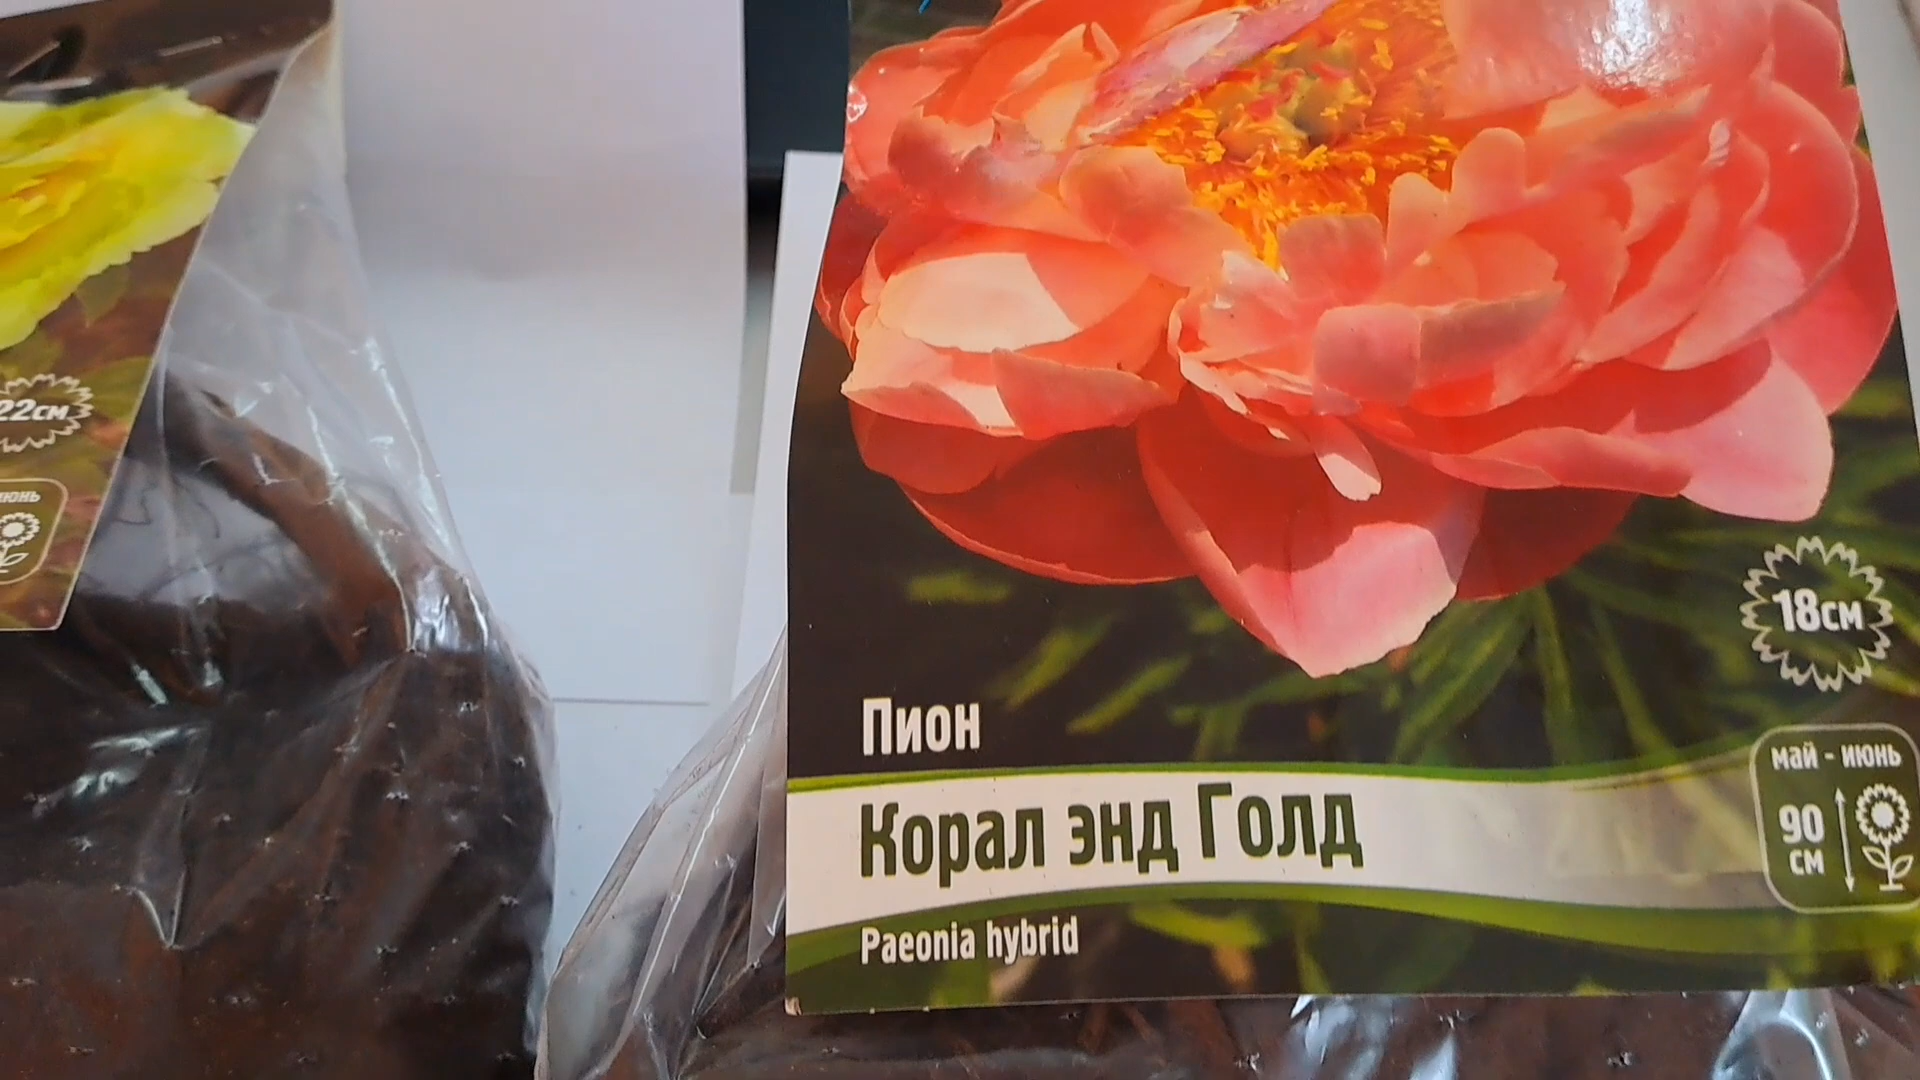 22см
июнь
18см
Пион
май - июнь
90
см
Корал энд Голд
Paeonia hybrid